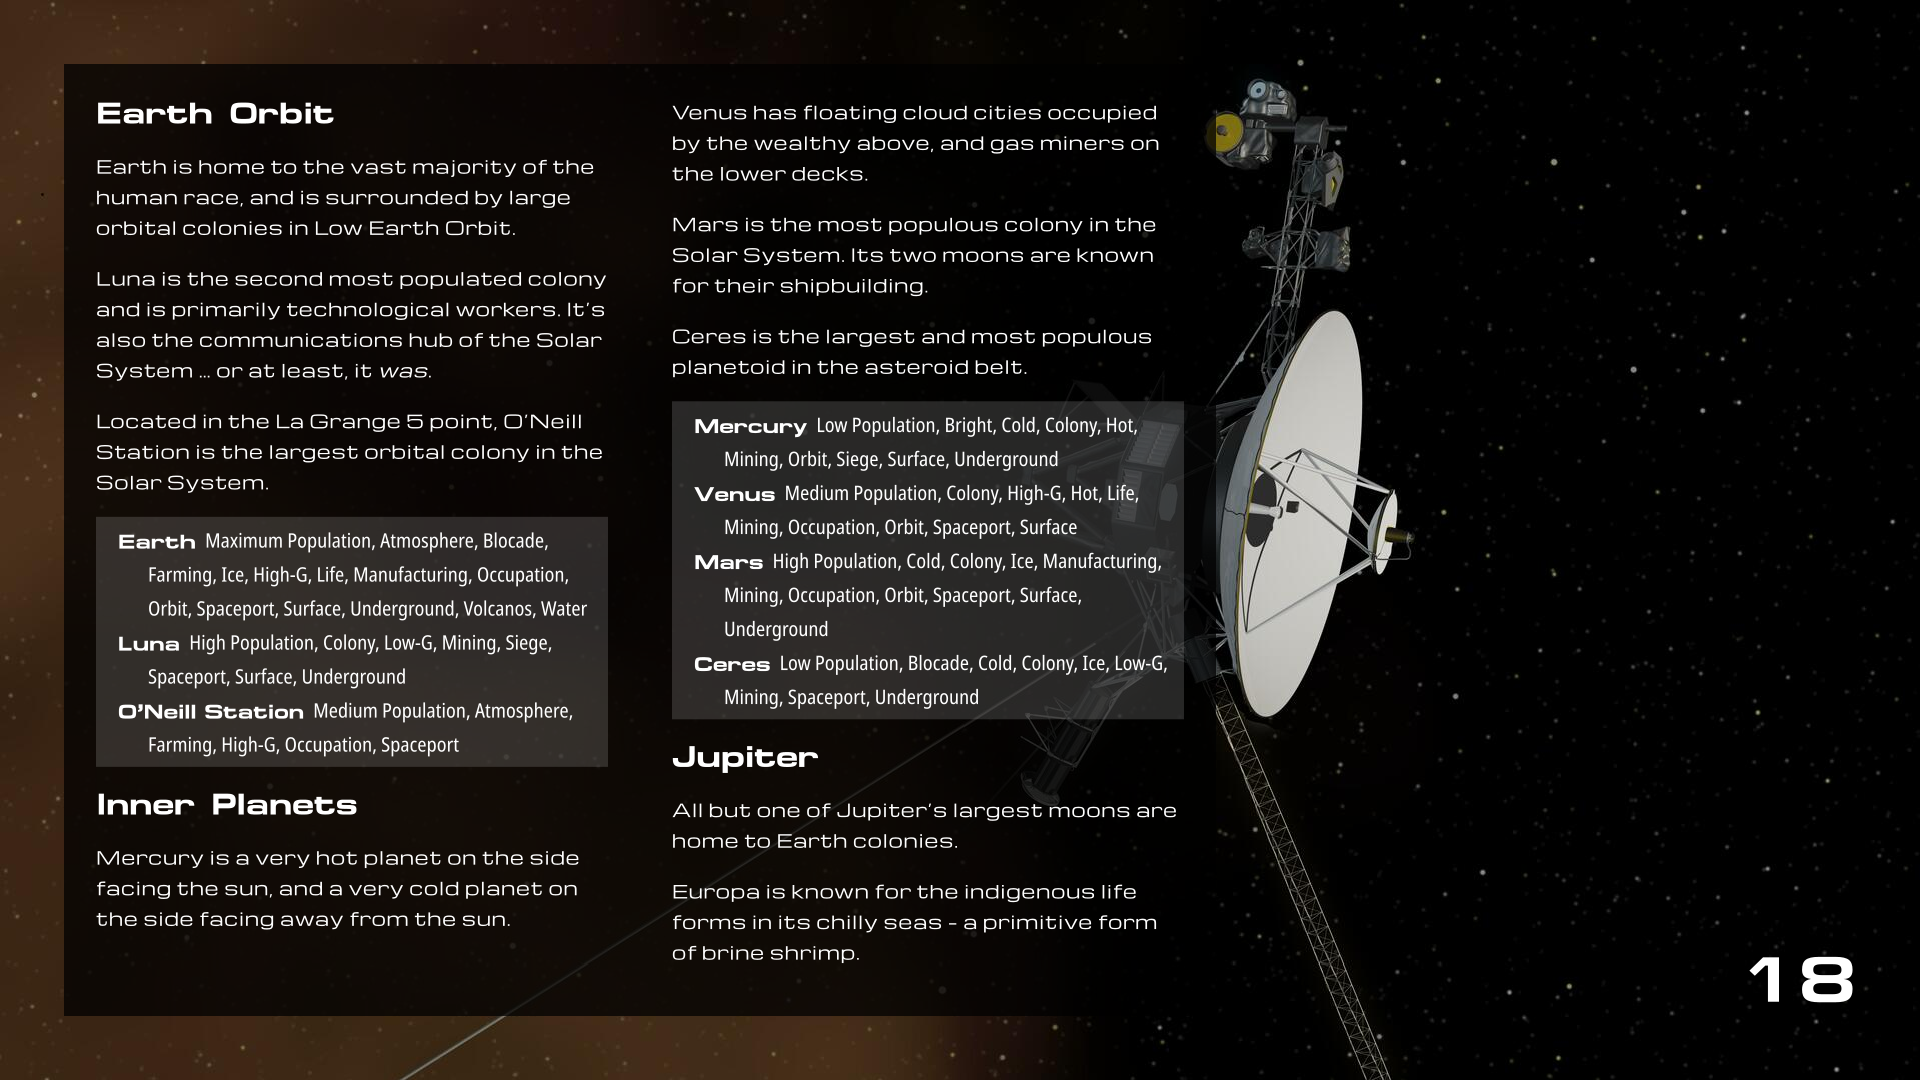 Earth Orbit
Earth is home to the vast majority of the
human race, and is surrounded by large
orbital colonies in Low Earth Orbit.
Luna is the second most populated colony
and is primarily technological workers. It's
also the communications hub of the Solar
System ... or at least, it was.
Located in the La Grange 5 point, O'Neill
Station is the largest orbital colony in the
Solar System.
Earth Maximum Population, Atmosphere, Blocade,
Farming, Ice, High-G, Life, Manufacturing, Occupation,
Orbit, Spaceport, Surface, Underground, Volcanos, Water
Luna High Population, Colony, Low-G, Mining, Siege,
Spaceport, Surface, Underground
O'Neill Station Medium Population, Atmosphere,
Farming, High-G, Occupation, Spaceport
Inner Planets
Mercury is a very hot planet on the side
facing the sun, and a very cold planet on
the side facing away from the sun.
Venus has floating cloud cities occupied
by the wealthy above, and gas miners on
the lower decks.
Mars is the most populous colony in the
Solar System. Its two moons are known
for their shipbuilding.
Ceres is the largest and most populous
planetoid in the asteroid belt.
Mercury Low Population, Bright, Cold, Colony, Hot,
Mining, Orbit, Siege, Surface, Underground
Venus Medium Population, Colony, High-G, Hot, Life,
Mining, Occupation, Orbit, Spaceport, Surface
Mars High Population, Cold, Colony, Ice, Manufacturing,
Mining, Occupation, Orbit, Spaceport, Surface,
Underground
Ceres Low Population, Blocade, Cold, Colony, Ice, Low-G,
Mining, Spaceport, Underground
Jupiter
All but one of Jupiter's largest moons are
home to Earth colonies.
Europa is known for the indigenous life
forms in its chilly seas - a primitive form
of brine shrimp.
18